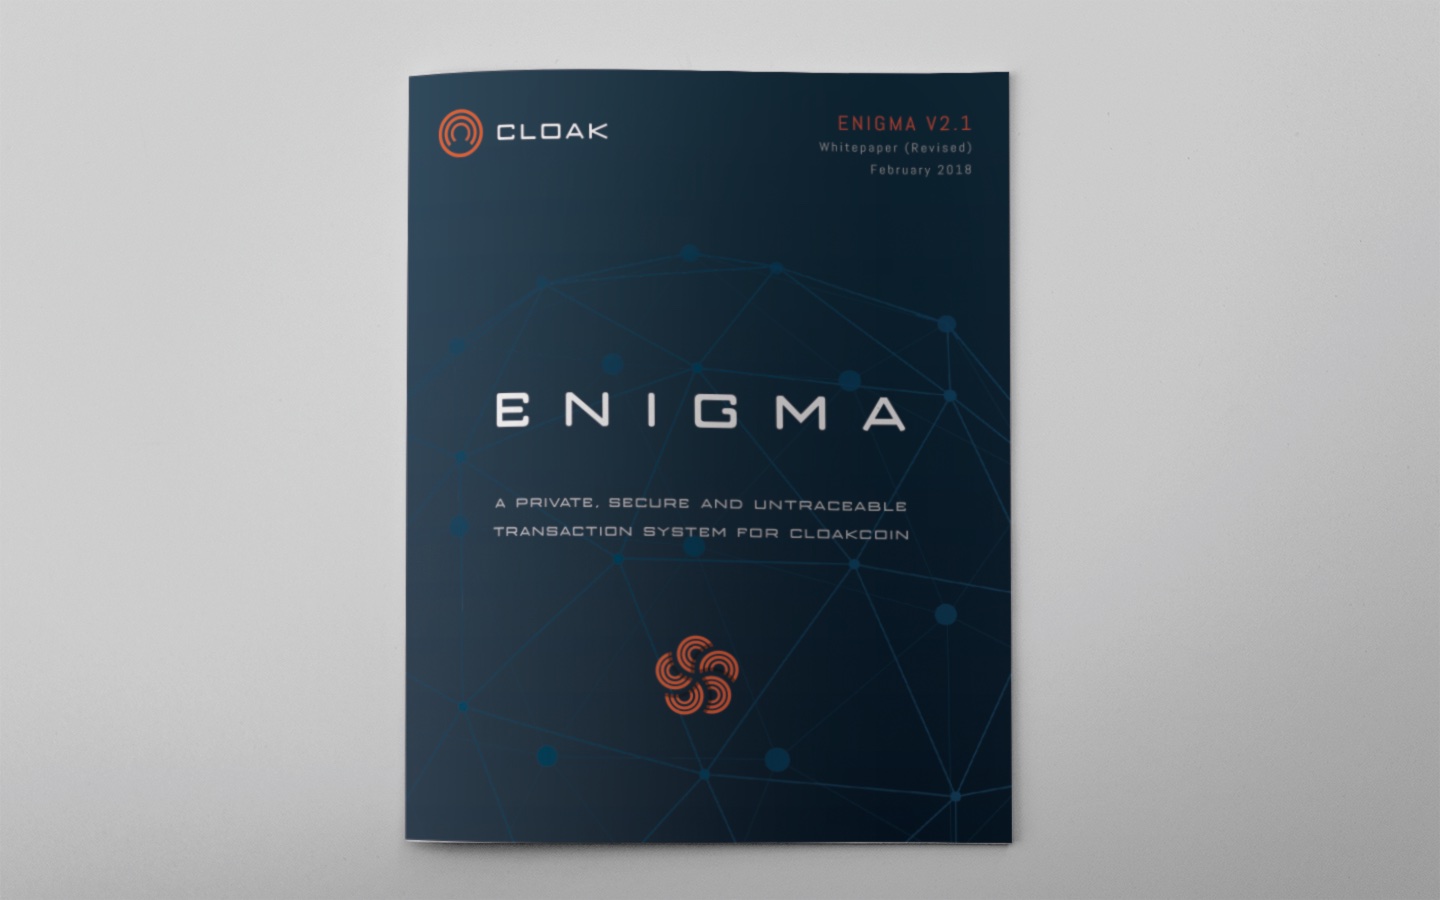 CLOAK
ENIGMA V2.1
Whitepaper (Revised)
February 2018
ENIGMA
A PRIVATE, SECURE AND UNTRACEABLE
TRANSACTION SYSTEM FOR CLOAKCOIN